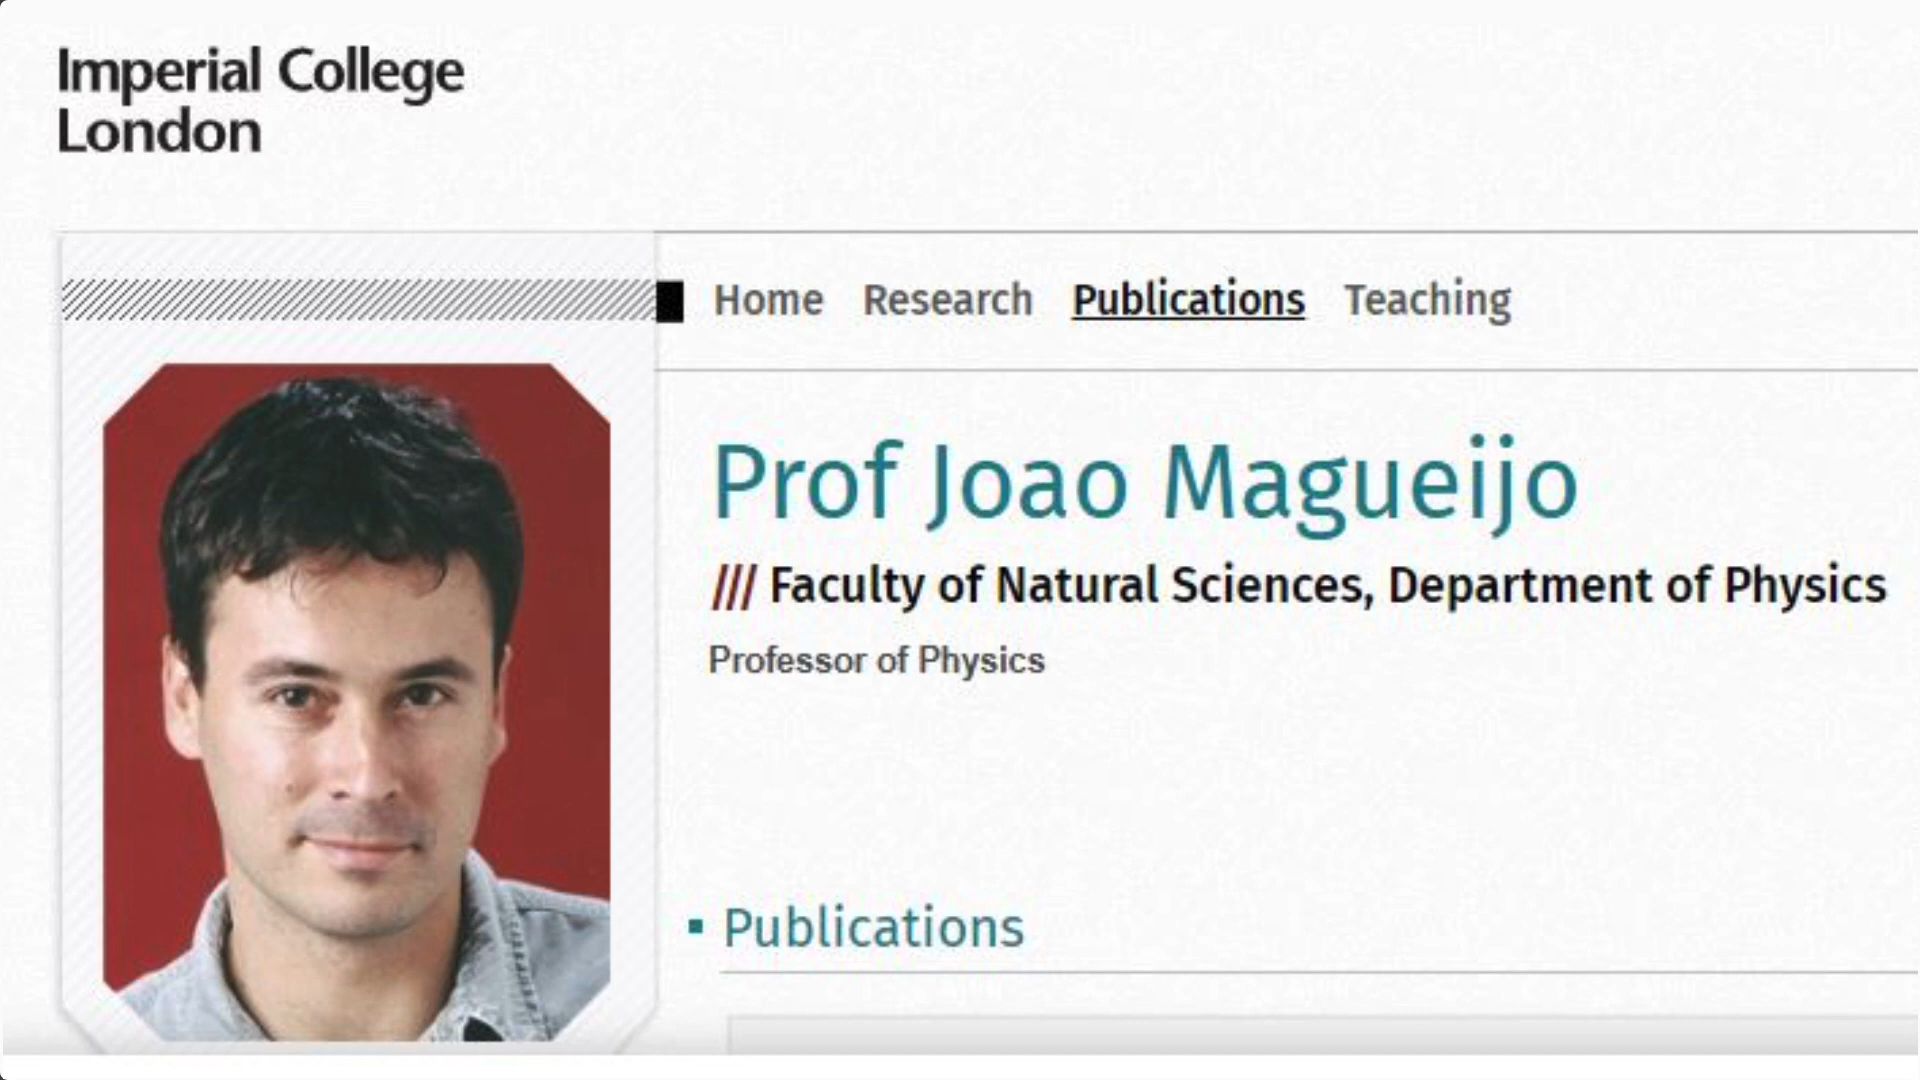 Imperial College
London
Home Research Publications Teaching
Prof Joao Magueijo
/// Faculty of Natural Sciences, Department of Physics
Professor of Physics
Publications